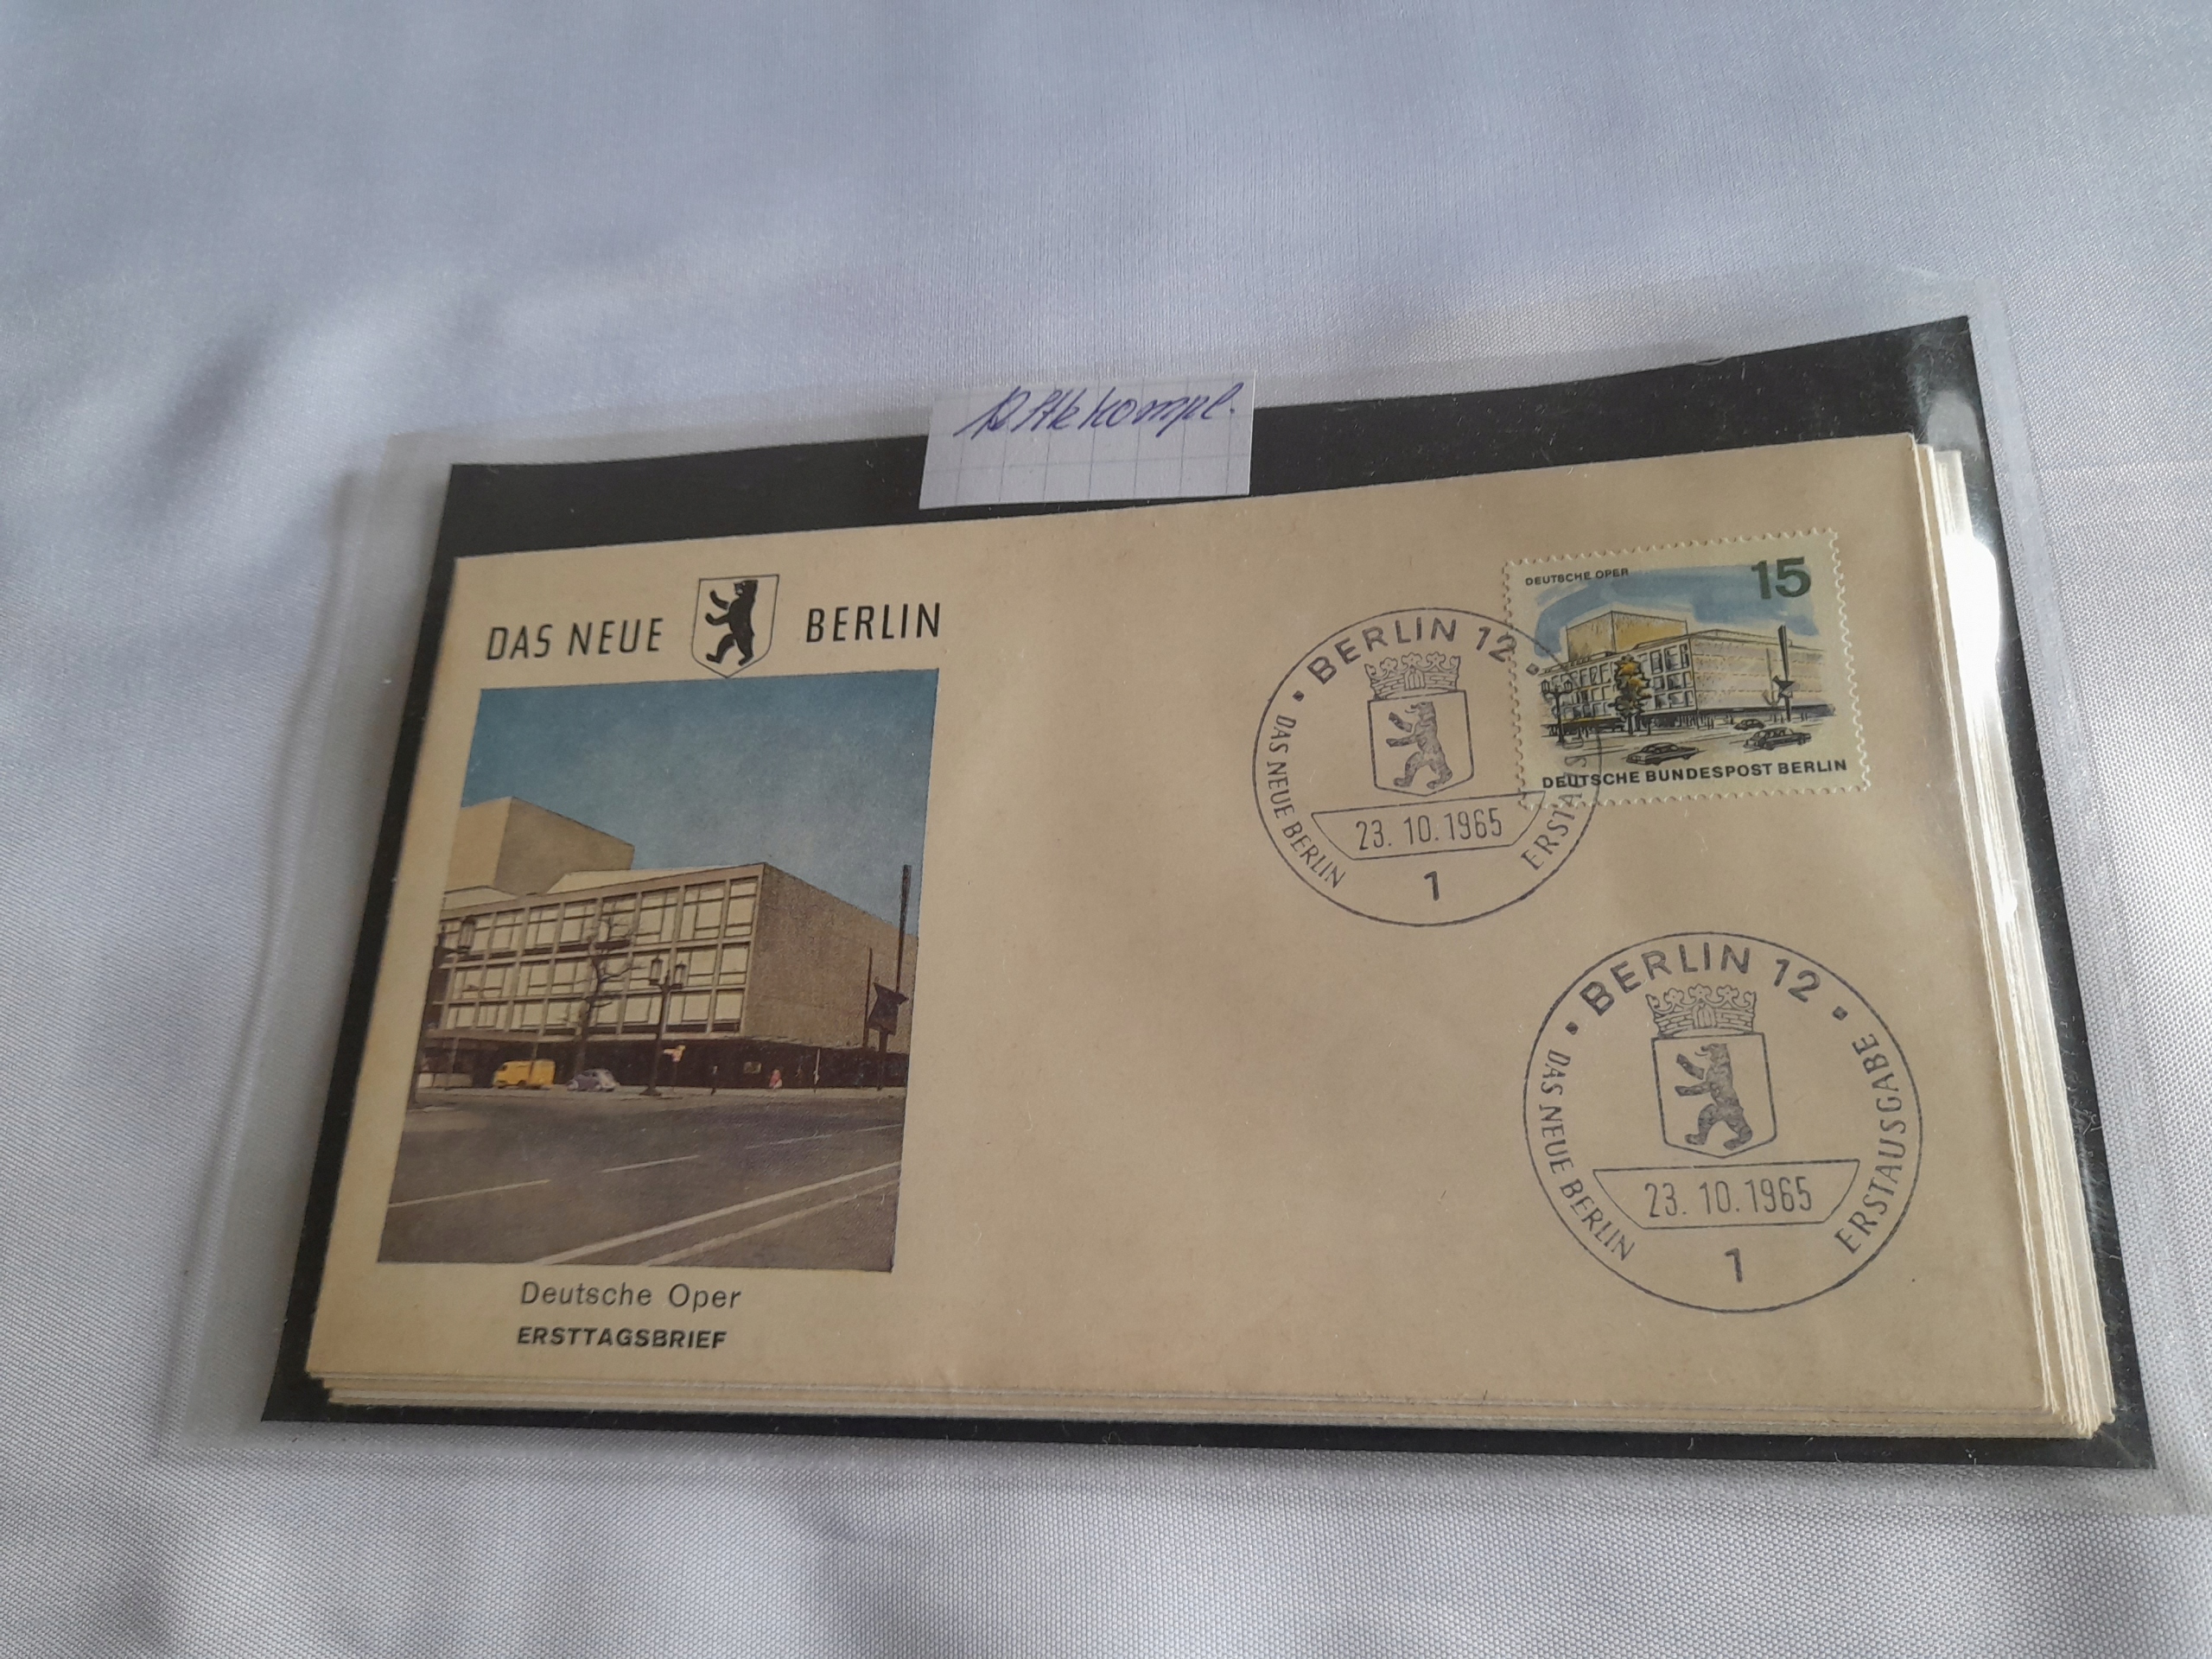 12 Stk kompl.
DAS NEUE BERLIN
DEUTSCHE OPER 15
DEUTSCHE BUNDESPOST BERLIN
BERLIN 12
DAS NEUE BERLIN
ERSTAUS
23. 10. 1965
1
BERLIN 12
DAS NEUE BERLIN
ERSTAUSGABE
23. 10. 1965
1
Deutsche Oper
ERSTTAGSBRIEF